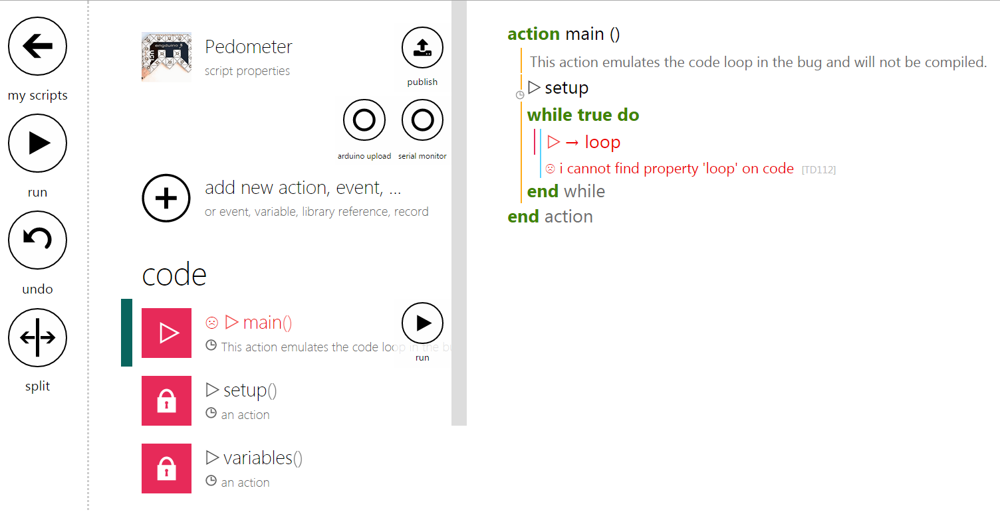 my scripts
run
undo
split
engduino 3
Pedometer
script properties
publish
arduino upload
serial monitor
add new action, event, ...
or event, variable, library reference, record
code
main()
This action emulates the code loop in the bu
run
setup()
an action
variables()
an action
action main ()
This action emulates the code loop in the bug and will not be compiled.
setup
while true do
→ loop
i cannot find property 'loop' on code [TD112]
end while
end action